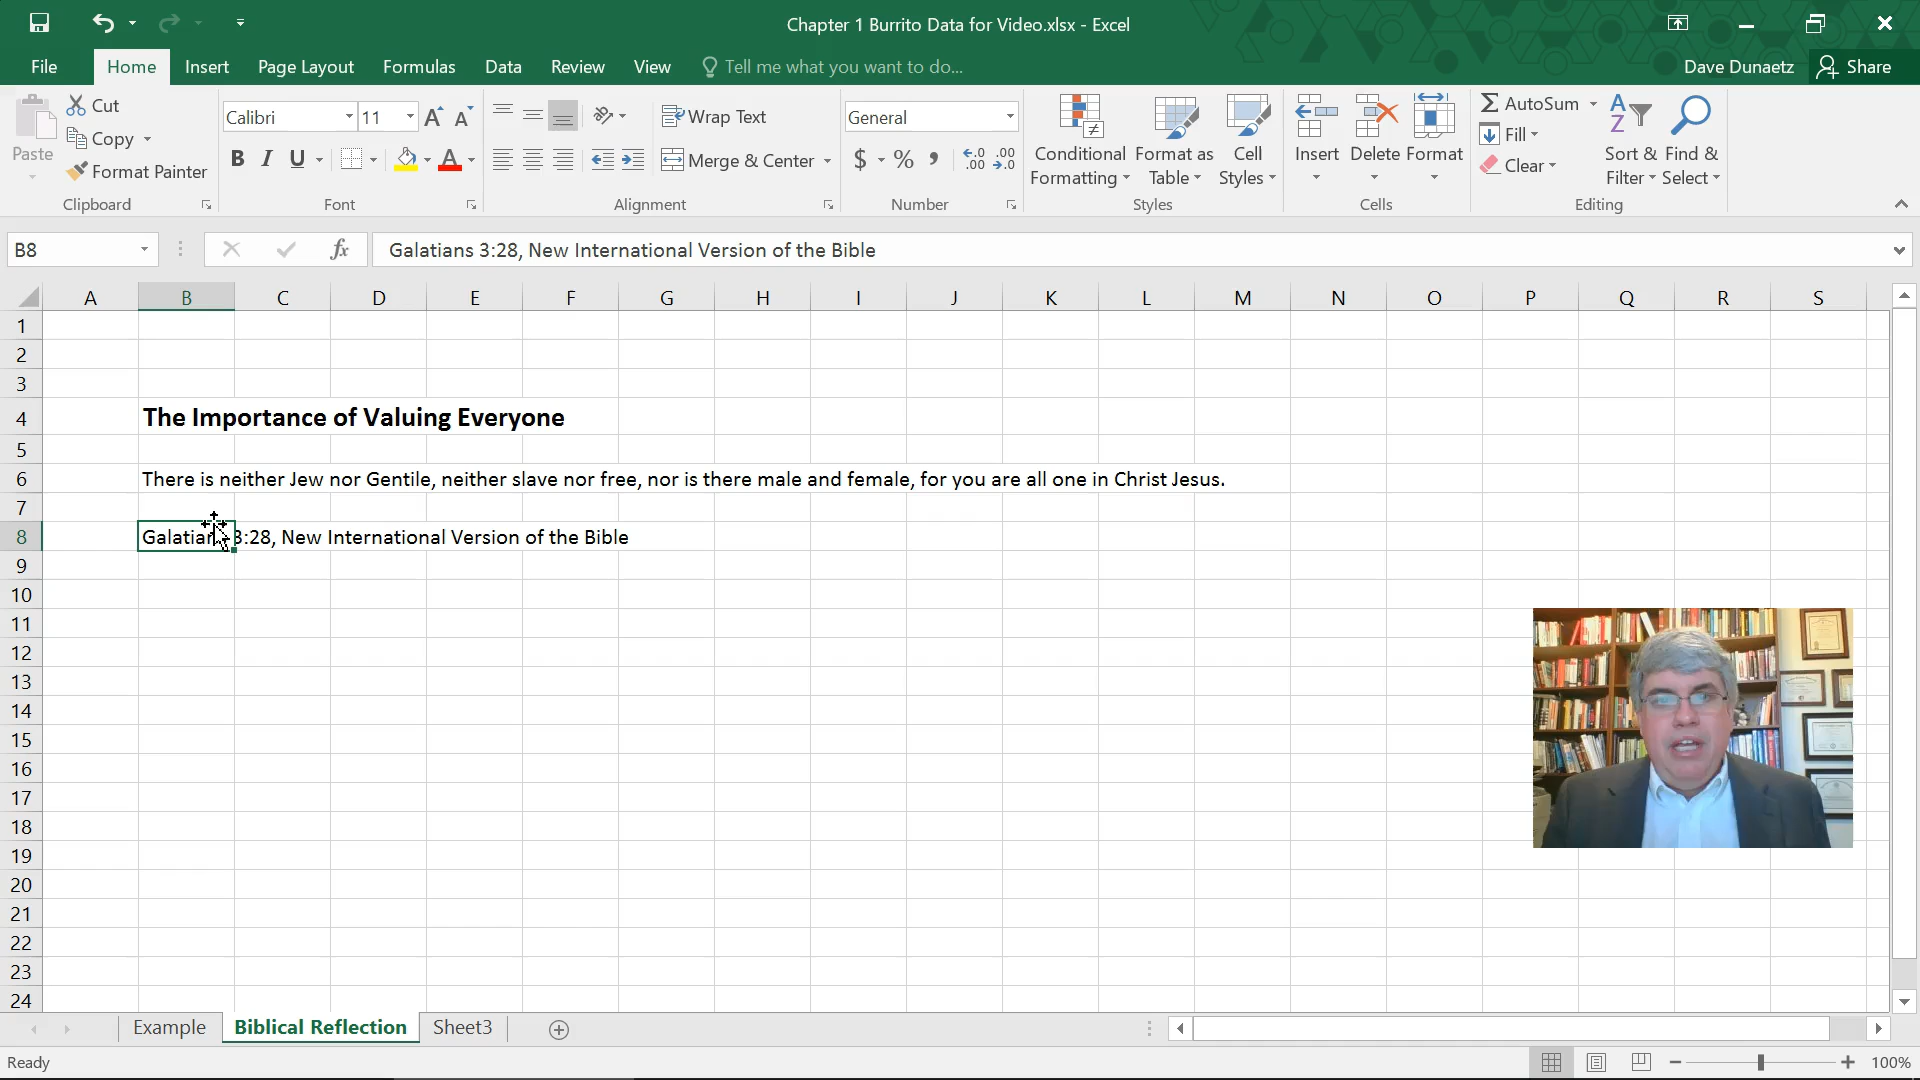 Chapter 1 Burrito Data for Video.xlsx - Excel
File Home Insert Page Layout Formulas Data Review View Tell me what you want to do... Dave Dunaetz Share
Paste Cut Copy Format Painter Clipboard
Calibri 11 B I U A Font
Wrap Text Merge & Center Alignment
General $ % Number
Conditional Formatting Format as Table Cell Styles Styles
Insert Delete Format Cells
AutoSum Fill Clear Sort & Filter Find & Select Editing
B8 fx Galatians 3:28, New International Version of the Bible
A B C D E F G H I J K L M N O P Q R S
1
2
3
4 The Importance of Valuing Everyone
5
6 There is neither Jew nor Gentile, neither slave nor free, nor is there male and female, for you are all one in Christ Jesus.
7
8 Galatians 3:28, New International Version of the Bible
9
10
11
12
13
14
15
16
17
18
19
20
21
22
23
24
Example Biblical Reflection Sheet3
Ready 100%